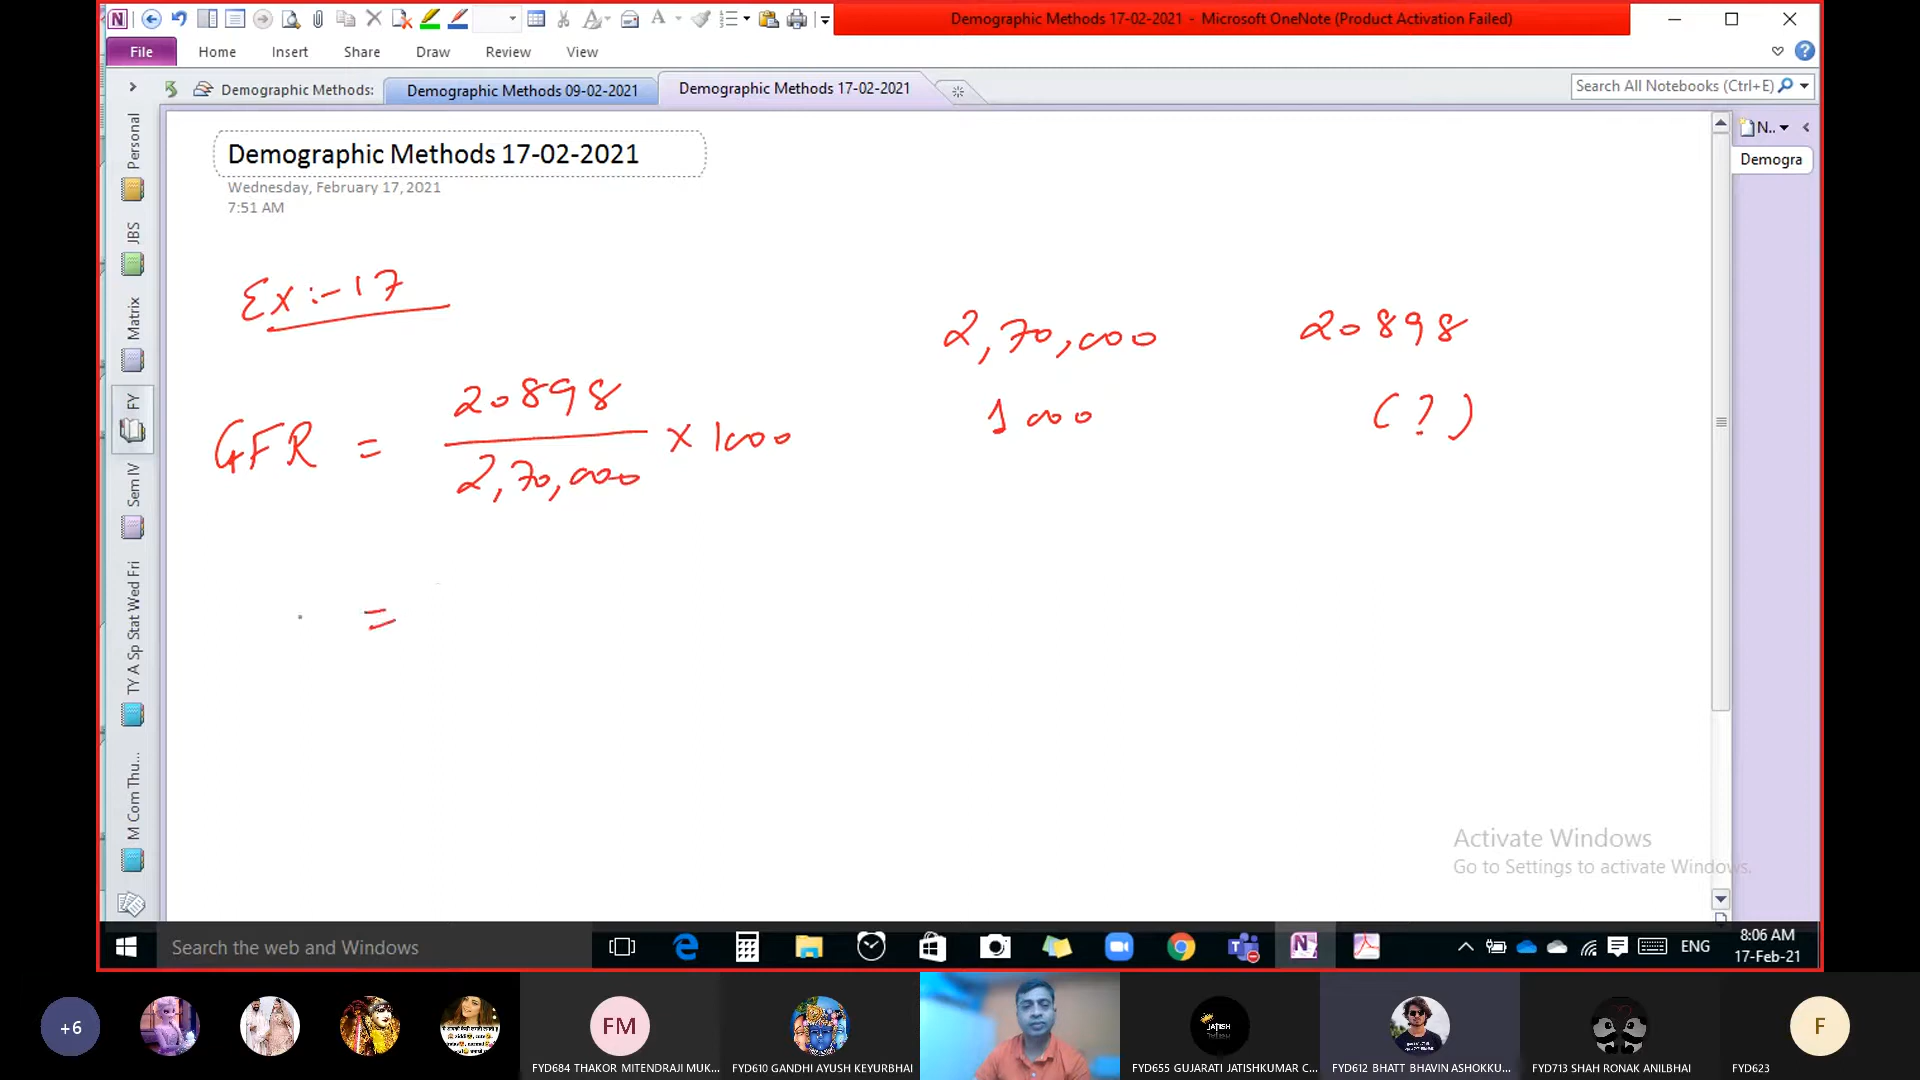 Demographic Methods 17-02-2021 - Microsoft OneNote (Product Activation Failed)
File Home Insert Share Draw Review View
Demographic Methods: Demographic Methods 09-02-2021 Demographic Methods 17-02-2021 Search All Notebooks (Ctrl+E)
N..
Demogra
Personal
JBS
Matrix
FY
Sem IV
TY A Sp Stat Wed Fri
M Com Thu...
Demographic Methods 17-02-2021
Wednesday, February 17, 2021
7:51 AM
Ex:-17
2,70,000 20898
1000 (?)
GFR = 20898 / 2,70,000 × 1000
=
Activate Windows
Go to Settings to activate Windows.
Search the web and Windows
ENG
8:06 AM
17-Feb-21
+6
FM
FYD684 THAKOR MITENDRAJI MUK...
FYD610 GANDHI AYUSH KEYURBHAI
JATISH
FYD655 GUJARATI JATISHKUMAR C...
FYD612 BHATT BHAVIN ASHOKKU...
FYD713 SHAH RONAK ANILBHAI
F
FYD623